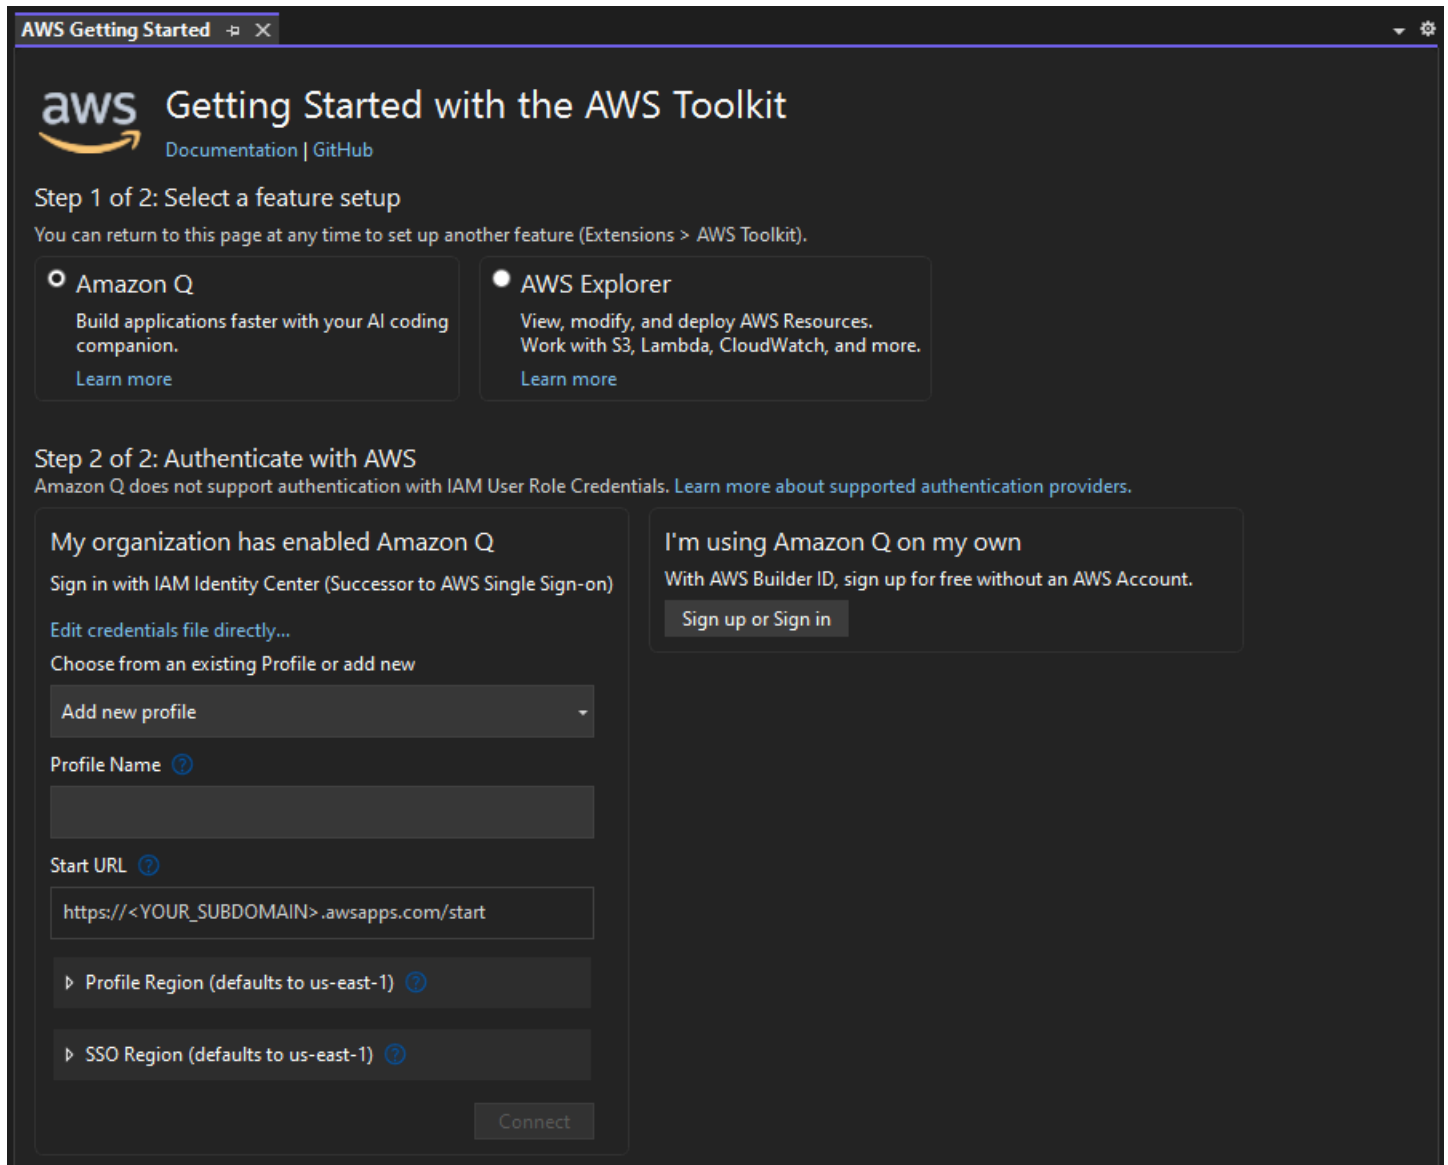 AWS Getting Started
aws
Getting Started with the AWS Toolkit
Documentation | GitHub
Step 1 of 2: Select a feature setup
You can return to this page at any time to set up another feature (Extensions > AWS Toolkit).
Amazon Q
Build applications faster with your AI coding
companion.
Learn more
AWS Explorer
View, modify, and deploy AWS Resources.
Work with S3, Lambda, CloudWatch, and more.
Learn more
Step 2 of 2: Authenticate with AWS
Amazon Q does not support authentication with IAM User Role Credentials. Learn more about supported authentication providers.
My organization has enabled Amazon Q
Sign in with IAM Identity Center (Successor to AWS Single Sign-on)
Edit credentials file directly...
Choose from an existing Profile or add new
Add new profile
Profile Name ?
Start URL ?
https://<YOUR_SUBDOMAIN>.awsapps.com/start
Profile Region (defaults to us-east-1) ?
SSO Region (defaults to us-east-1) ?
Connect
I'm using Amazon Q on my own
With AWS Builder ID, sign up for free without an AWS Account.
Sign up or Sign in